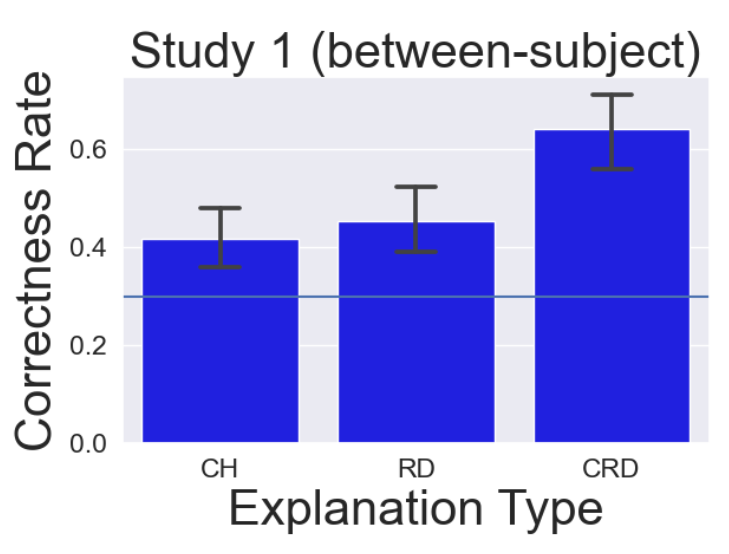 Study 1 (between-subject)
Correctness Rate
0.6
0.4
0.2
0.0
CH RD CRD
Explanation Type